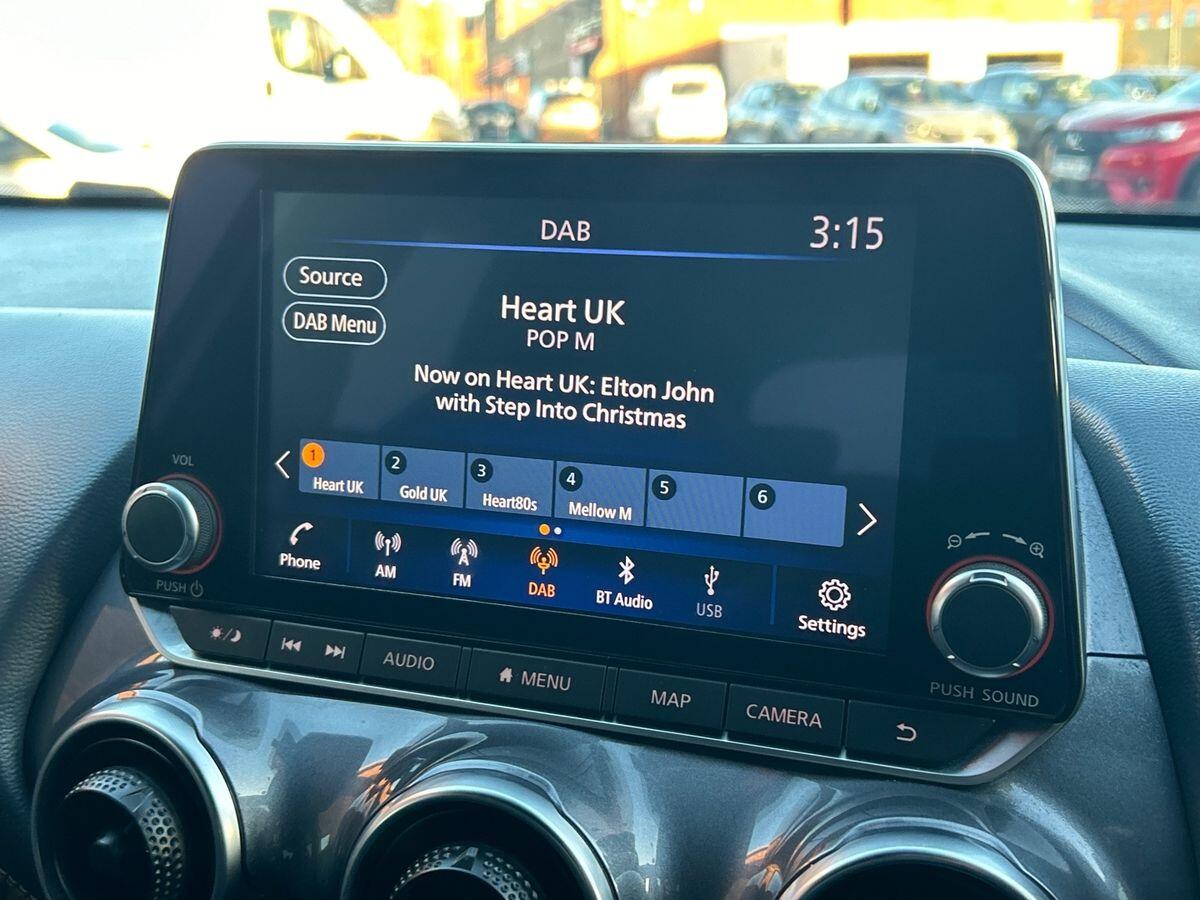 DAB
3:15
Source
DAB Menu
Heart UK
POP M
Now on Heart UK: Elton John
with Step Into Christmas
1
Heart UK
2
Gold UK
3
Heart80s
4
Mellow M
5
6
Phone
AM
FM
DAB
BT Audio
USB
Settings
VOL
PUSH
PUSH SOUND
AUDIO
MENU
MAP
CAMERA